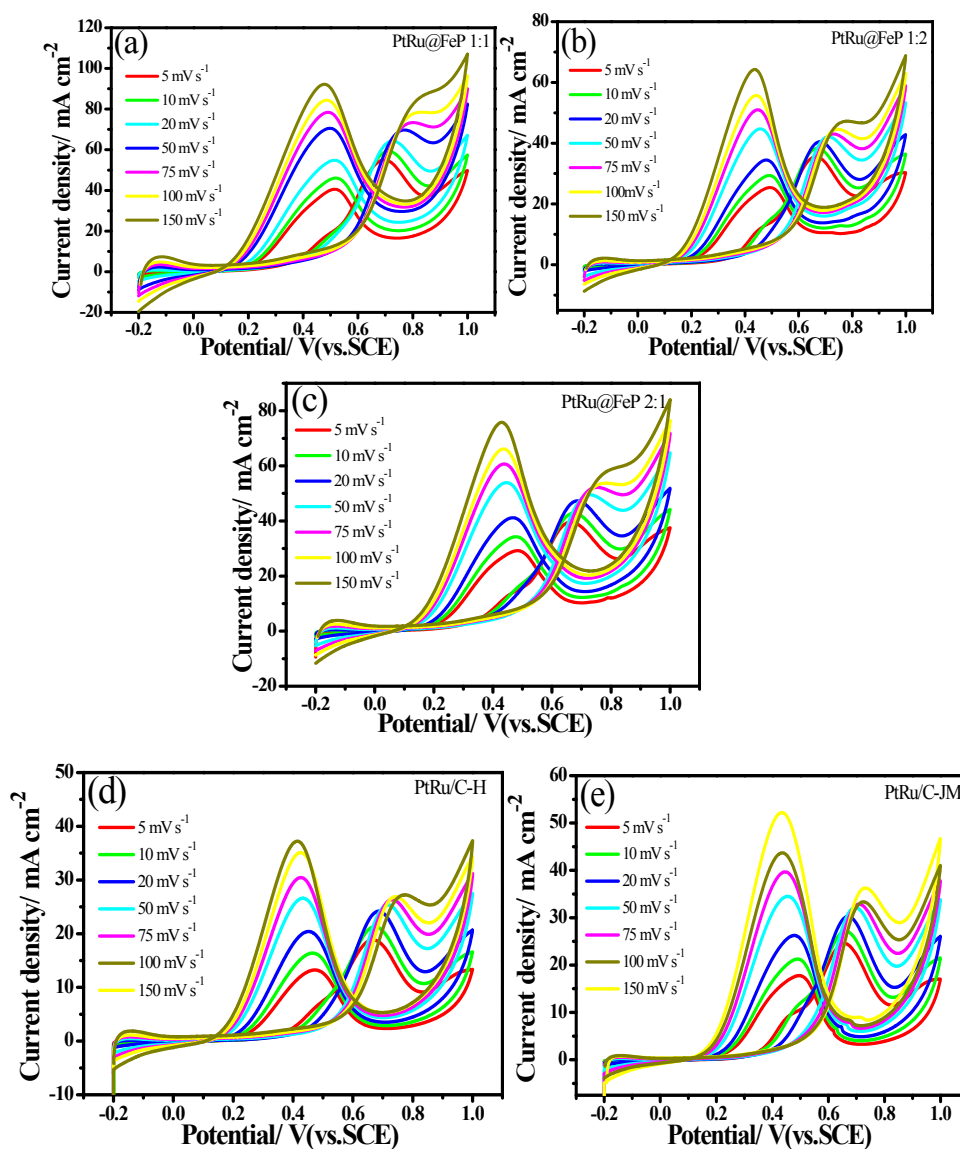 (a)
PtRu@FeP 1:1
5 mV s⁻¹
10 mV s⁻¹
20 mV s⁻¹
50 mV s⁻¹
75 mV s⁻¹
100 mV s⁻¹
150 mV s⁻¹
Current density/ mA cm⁻²
120
100
80
60
40
20
0
-20
-0.2 0.0 0.2 0.4 0.6 0.8 1.0
Potential/ V(vs.SCE)
(b)
PtRu@FeP 1:2
5 mV s⁻¹
10 mV s⁻¹
20 mV s⁻¹
50 mV s⁻¹
75 mV s⁻¹
100mV s⁻¹
150 mV s⁻¹
Current density/ mA cm⁻²
80
60
40
20
0
-20
-0.2 0.0 0.2 0.4 0.6 0.8 1.0
Potential/ V(vs.SCE)
(c)
PtRu@FeP 2:1
5 mV s⁻¹
10 mV s⁻¹
20 mV s⁻¹
50 mV s⁻¹
75 mV s⁻¹
100 mV s⁻¹
150 mV s⁻¹
Current density/ mA cm⁻²
80
60
40
20
0
-20
-0.2 0.0 0.2 0.4 0.6 0.8 1.0
Potential/ V(vs.SCE)
(d)
PtRu/C-H
5 mV s⁻¹
10 mV s⁻¹
20 mV s⁻¹
50 mV s⁻¹
75 mV s⁻¹
100 mV s⁻¹
150 mV s⁻¹
Current density/ mA cm⁻²
50
40
30
20
10
0
-10
-0.2 0.0 0.2 0.4 0.6 0.8 1.0
Potential/ V(vs.SCE)
(e)
PtRu/C-JM
5 mV s⁻¹
10 mV s⁻¹
20 mV s⁻¹
50 mV s⁻¹
75 mV s⁻¹
100 mV s⁻¹
150 mV s⁻¹
Current density/ mA cm⁻²
60
50
40
30
20
10
0
-0.2 0.0 0.2 0.4 0.6 0.8 1.0
Potential/ V(vs.SCE)